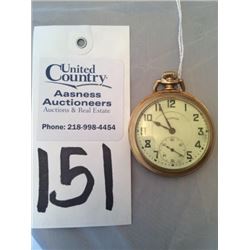 United
Country
Aasness
Auctioneers
Auctions & Real Estate
Phone: 218-998-4454
151